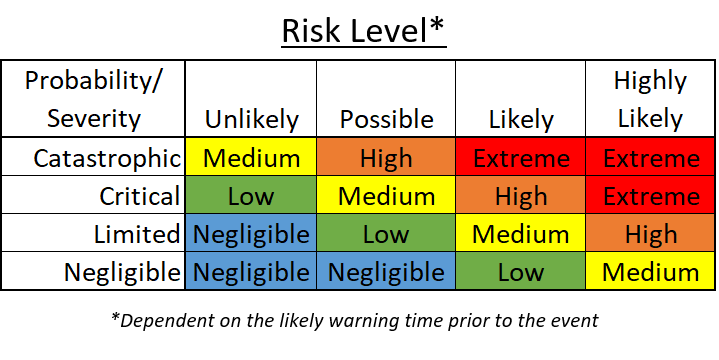 Risk Level*
Probability/
Severity
Unlikely
Possible
Likely
Highly
Likely
Catastrophic Medium High Extreme Extreme
Critical Low Medium High Extreme
Limited Negligible Low Medium High
Negligible Negligible Negligible Low Medium
*Dependent on the likely warning time prior to the event